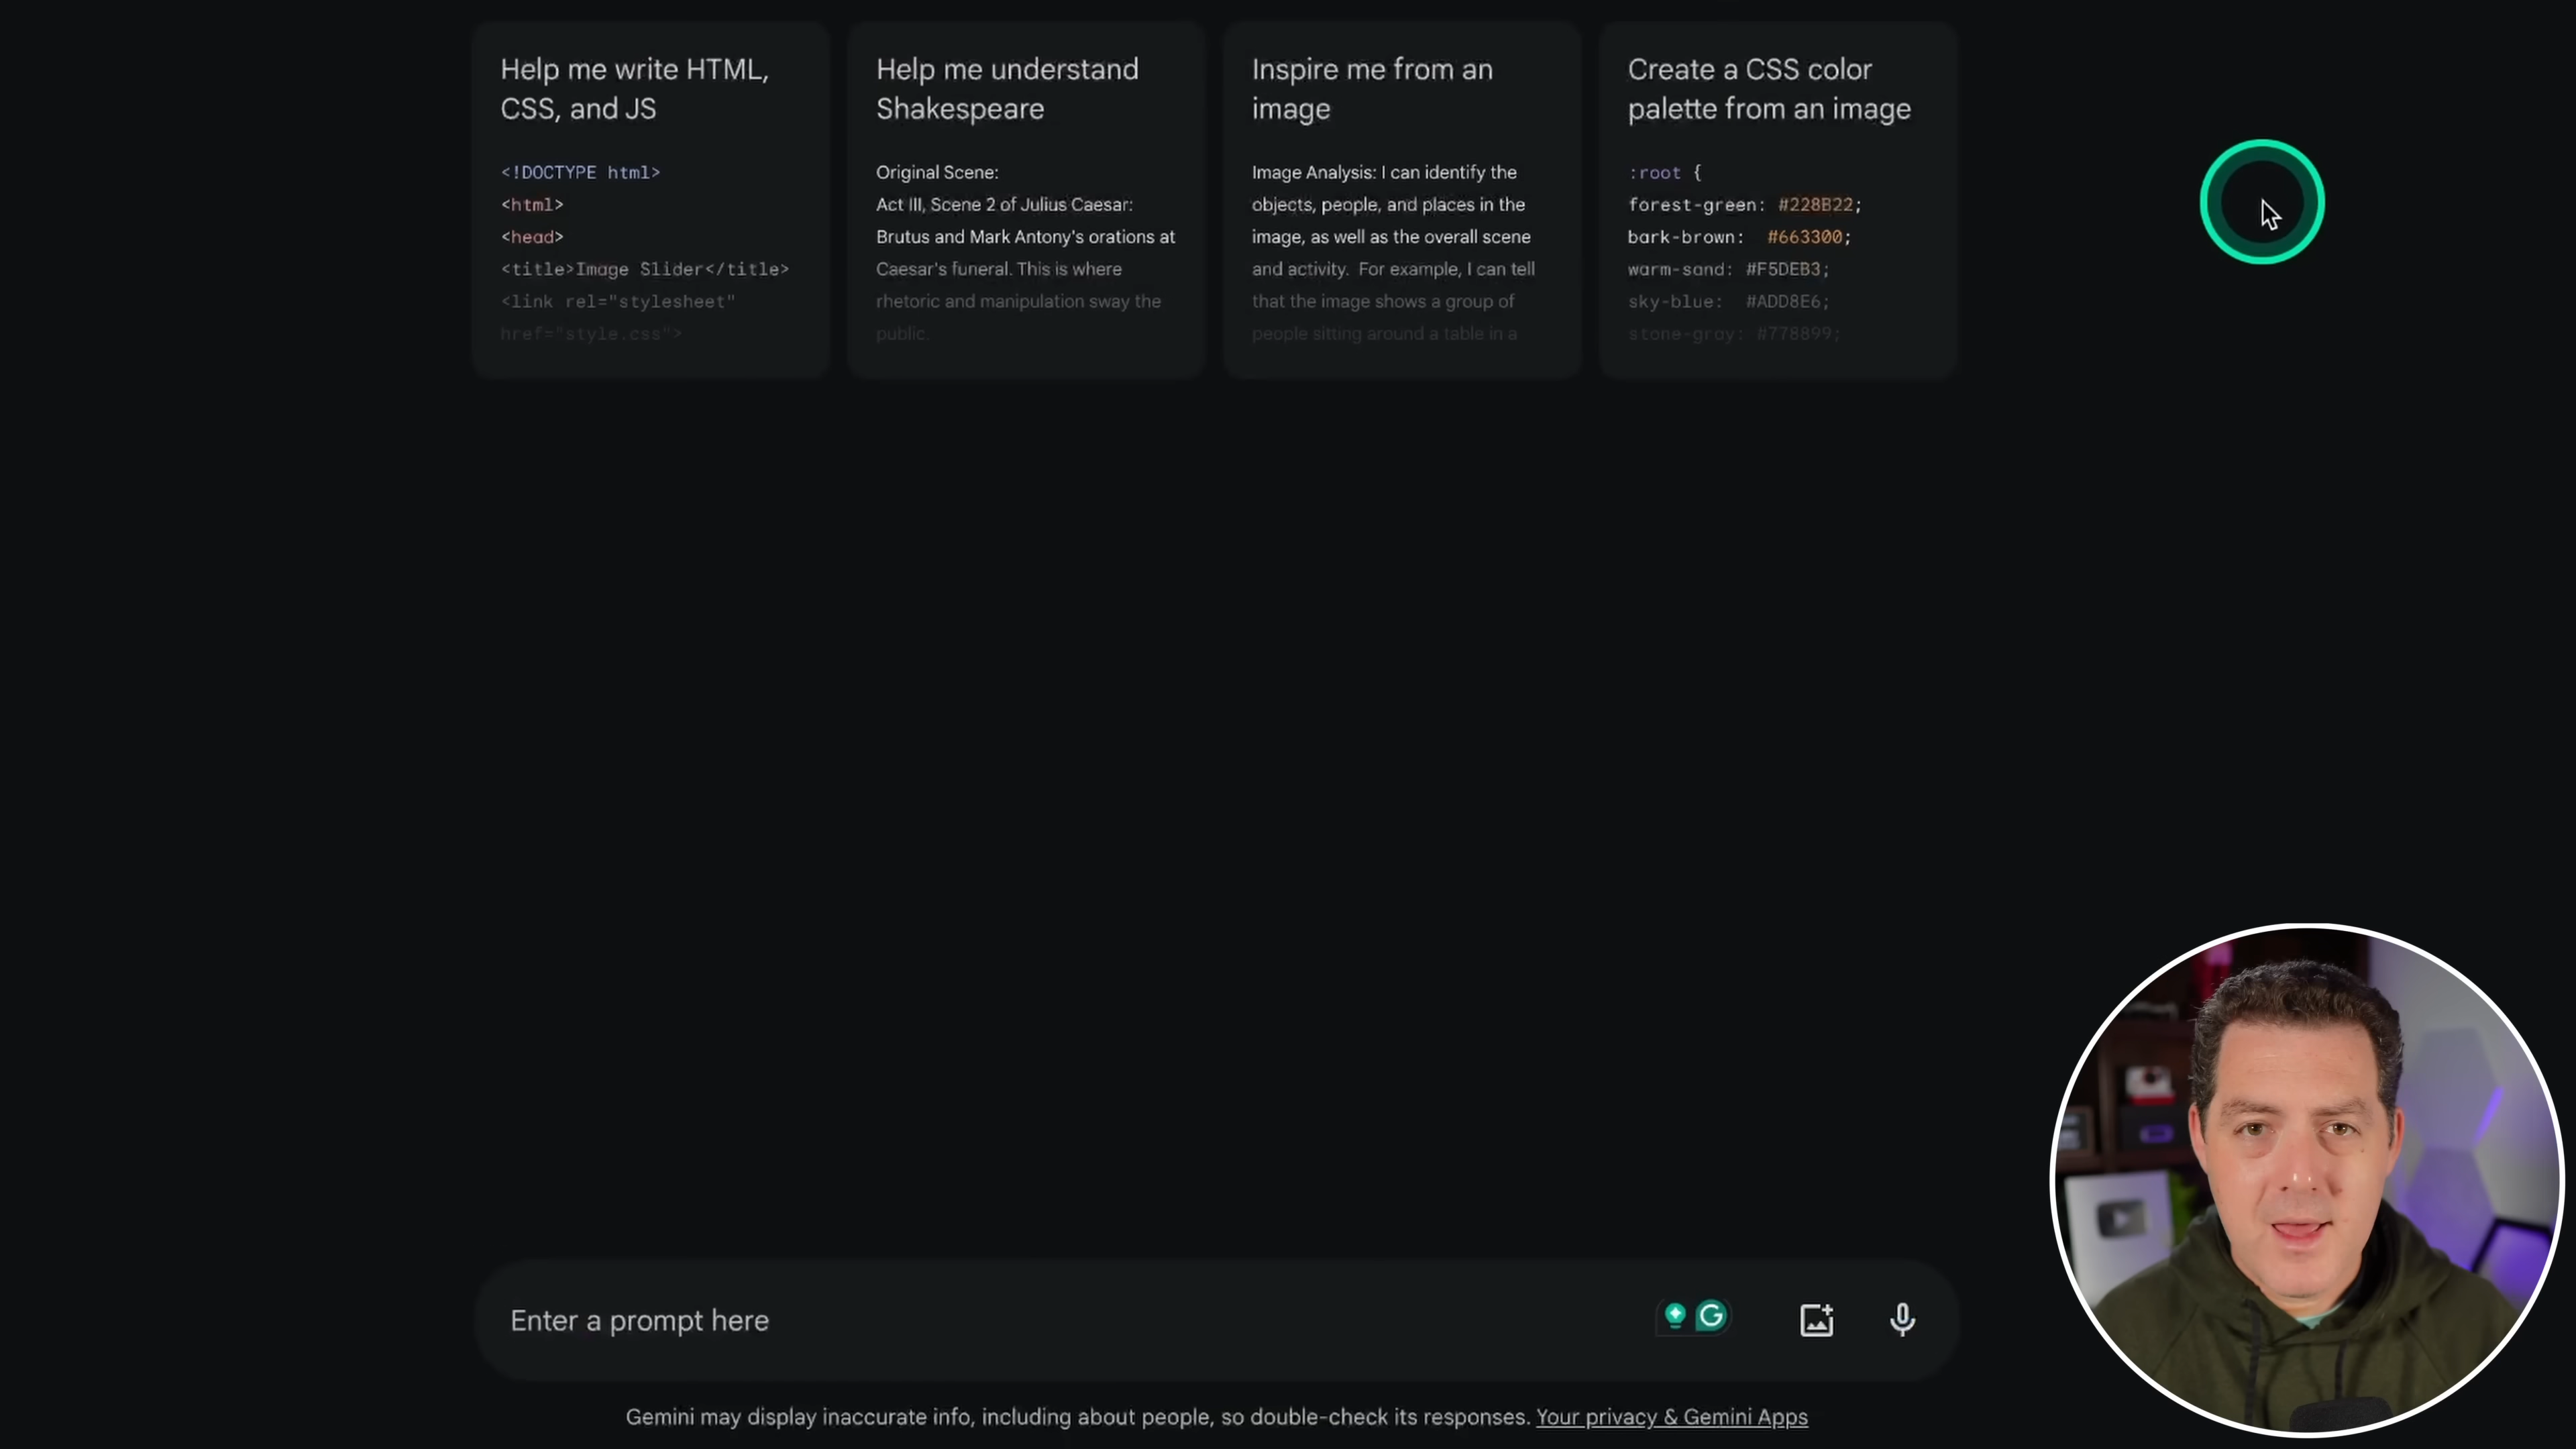 Help me write HTML,
CSS, and JS
<!DOCTYPE html>
<html>
<head>
<title>Image Slider</title>
<link rel="stylesheet"
href="style.css">
Help me understand
Shakespeare
Original Scene:
Act III, Scene 2 of Julius Caesar:
Brutus and Mark Antony's orations at
Caesar's funeral. This is where
rhetoric and manipulation sway the
public.
Inspire me from an
image
Image Analysis: I can identify the
objects, people, and places in the
image, as well as the overall scene
and activity.  For example, I can tell
that the image shows a group of
people sitting around a table in a
Create a CSS color
palette from an image
:root {
forest-green: #228B22;
bark-brown:  #663300;
warm-sand: #F5DEB3;
sky-blue:  #ADD8E6;
stone-gray: #778899;
Enter a prompt here
G
Gemini may display inaccurate info, including about people, so double-check its responses. Your privacy & Gemini Apps